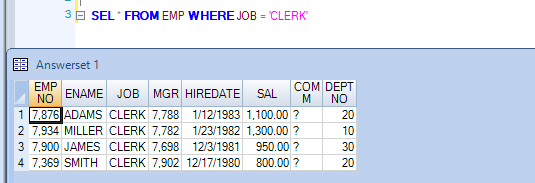 3 SEL * FROM EMP WHERE JOB = 'CLERK'
Answerset 1
EMP NO ENAME JOB MGR HIREDATE SAL COM M DEPT NO
1 7,876 ADAMS CLERK 7,788 1/12/1983 1,100.00 ? 20
2 7,934 MILLER CLERK 7,782 1/23/1982 1,300.00 ? 10
3 7,900 JAMES CLERK 7,698 12/3/1981 950.00 ? 30
4 7,369 SMITH CLERK 7,902 12/17/1980 800.00 ? 20